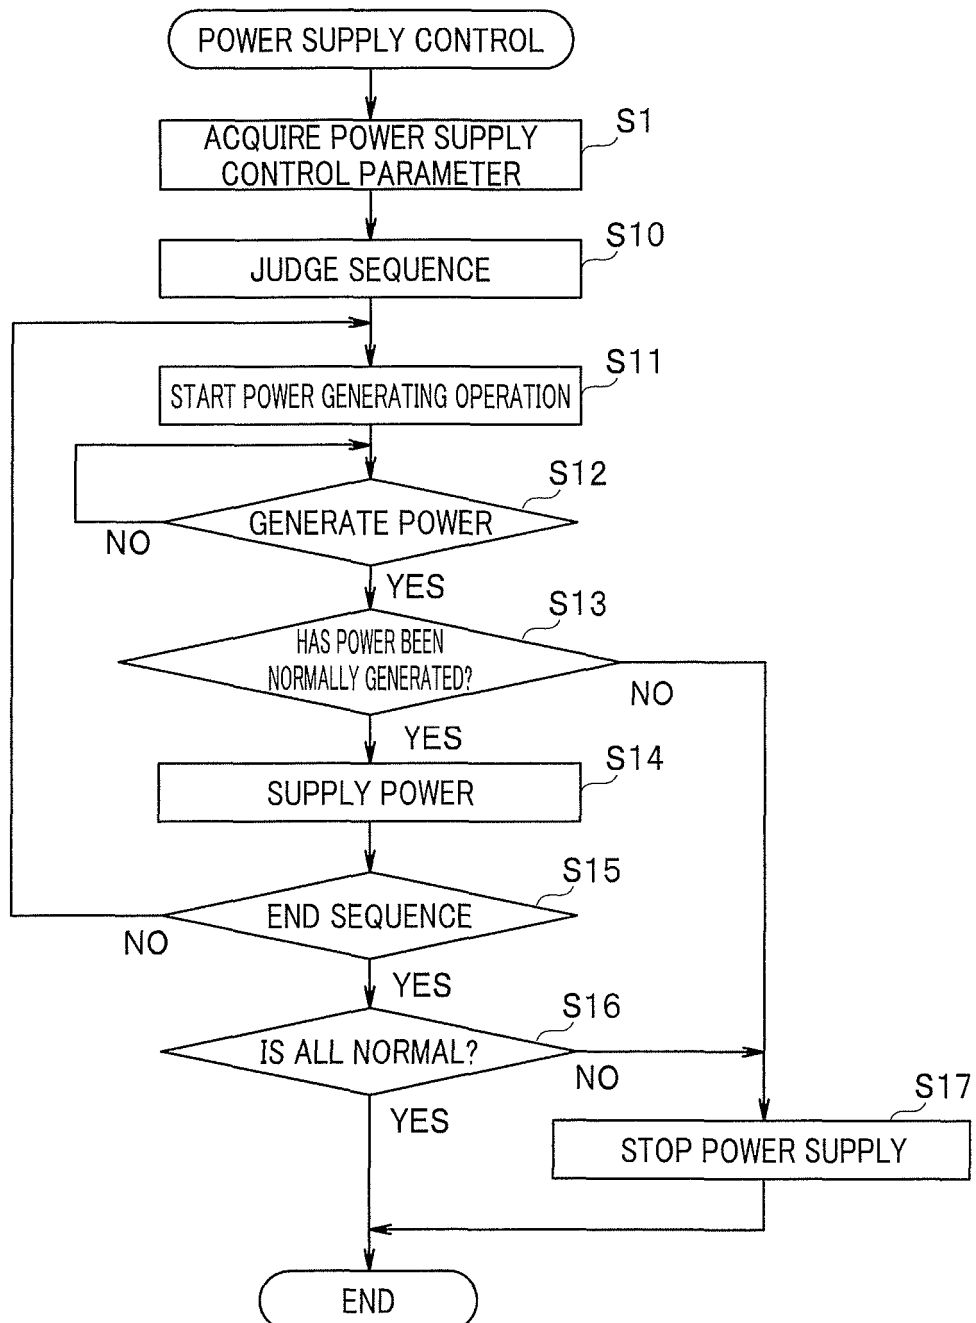 POWER SUPPLY CONTROL
S1
ACQUIRE POWER SUPPLY
CONTROL PARAMETER
S10
JUDGE SEQUENCE
S11
START POWER GENERATING OPERATION
S12
GENERATE POWER
NO
YES
S13
HAS POWER BEEN
NORMALLY GENERATED?
NO
YES
S14
SUPPLY POWER
S15
END SEQUENCE
NO
YES
S16
IS ALL NORMAL?
NO
YES
S17
STOP POWER SUPPLY
END